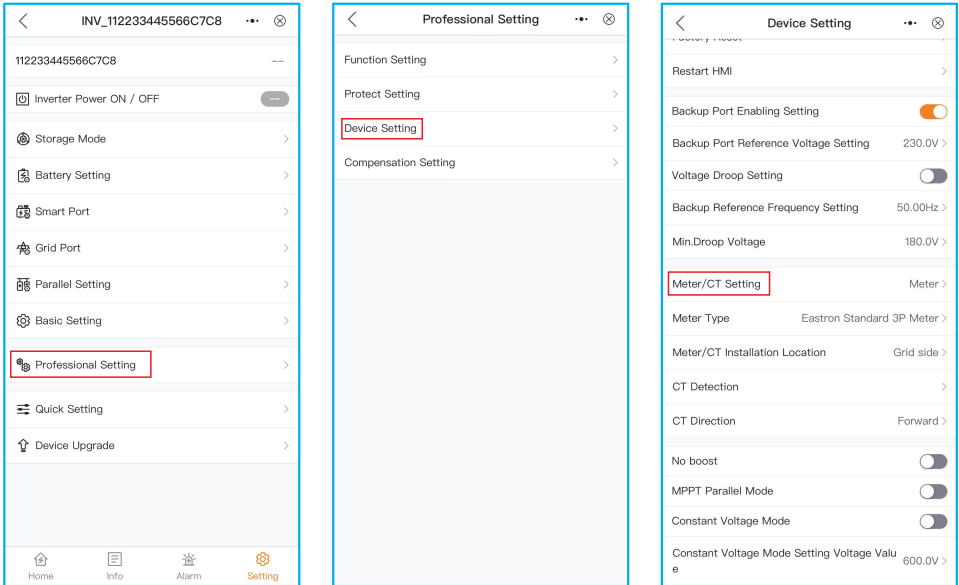 INV_112233445566C7C8
112233445566C7C8 --
Inverter Power ON / OFF --
Storage Mode
Battery Setting
Smart Port
Grid Port
Parallel Setting
Basic Setting
Professional Setting
Quick Setting
Device Upgrade
Home Info Alarm Setting
Professional Setting
Function Setting
Protect Setting
Device Setting
Compensation Setting
Device Setting
Factory Reset
Restart HMI
Backup Port Enabling Setting
Backup Port Reference Voltage Setting 230.0V
Voltage Droop Setting
Backup Reference Frequency Setting 50.00Hz
Min.Droop Voltage 180.0V
Meter/CT Setting Meter
Meter Type Eastron Standard 3P Meter
Meter/CT Installation Location Grid side
CT Detection
CT Direction Forward
No boost
MPPT Parallel Mode
Constant Voltage Mode
Constant Voltage Mode Setting Voltage Valu
e 600.0V